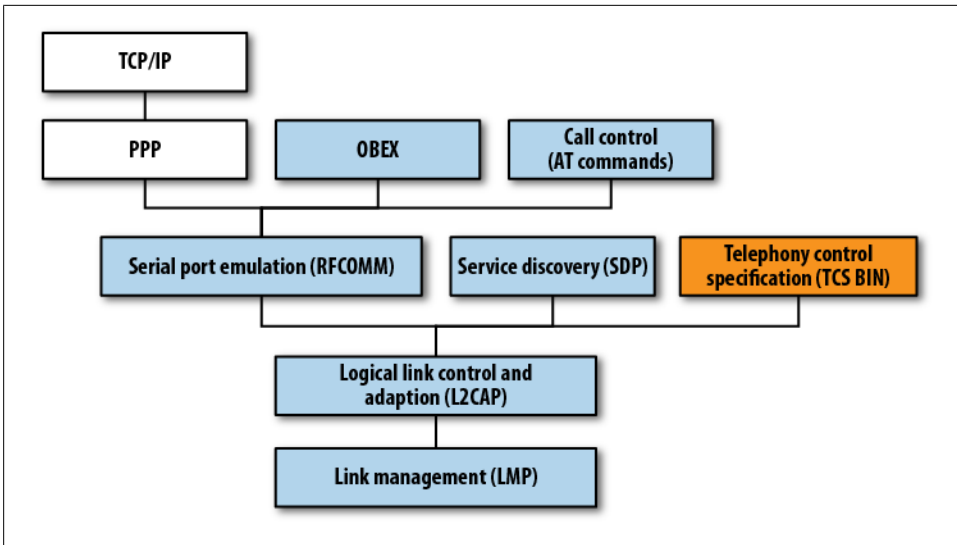 TCP/IP
PPP
OBEX
Call control
(AT commands)
Serial port emulation (RFCOMM)
Service discovery (SDP)
Telephony control
specification (TCS BIN)
Logical link control and
adaption (L2CAP)
Link management (LMP)